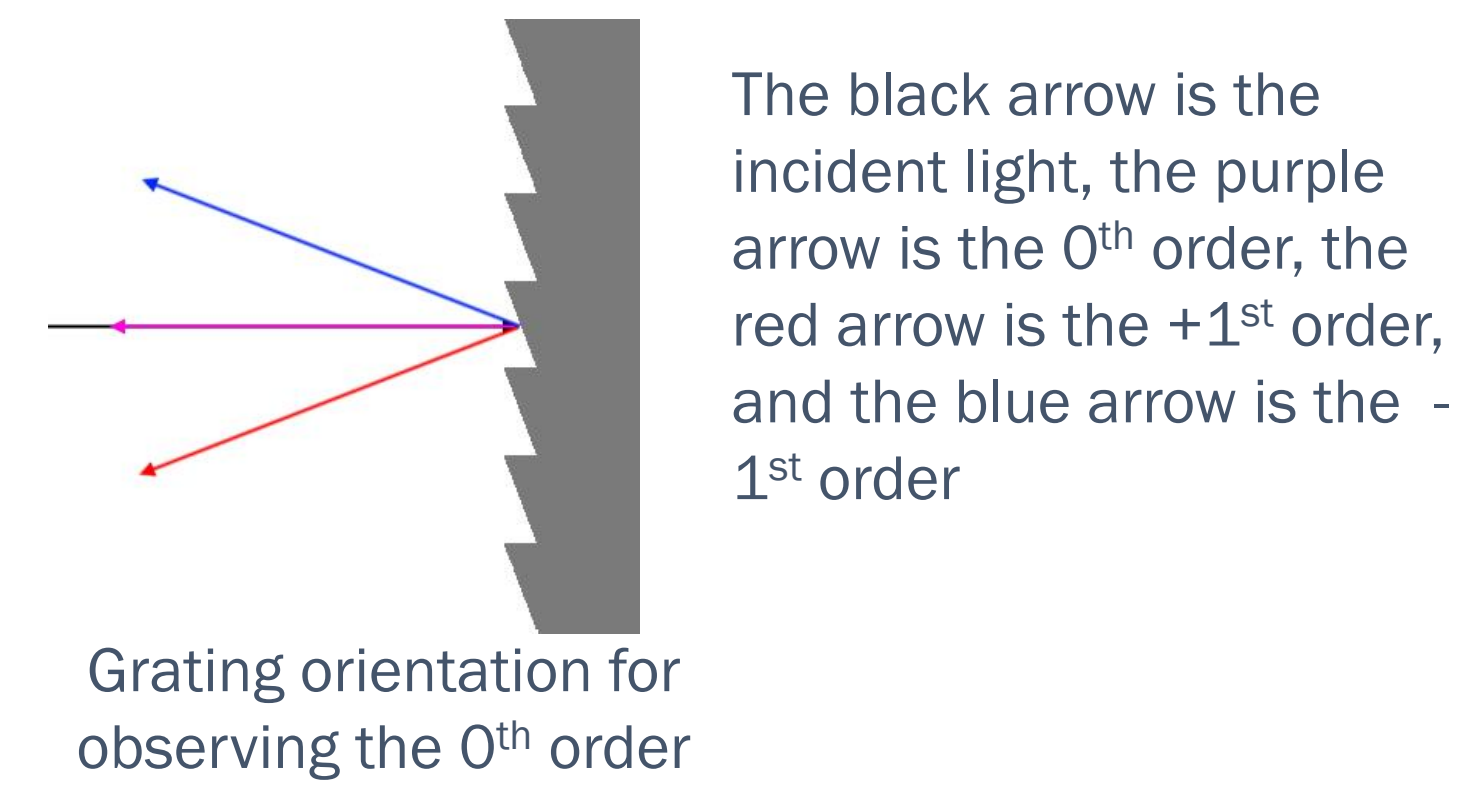 The black arrow is the
incident light, the purple
arrow is the 0th order, the
red arrow is the +1st order,
and the blue arrow is the -
1st order
Grating orientation for
observing the 0th order